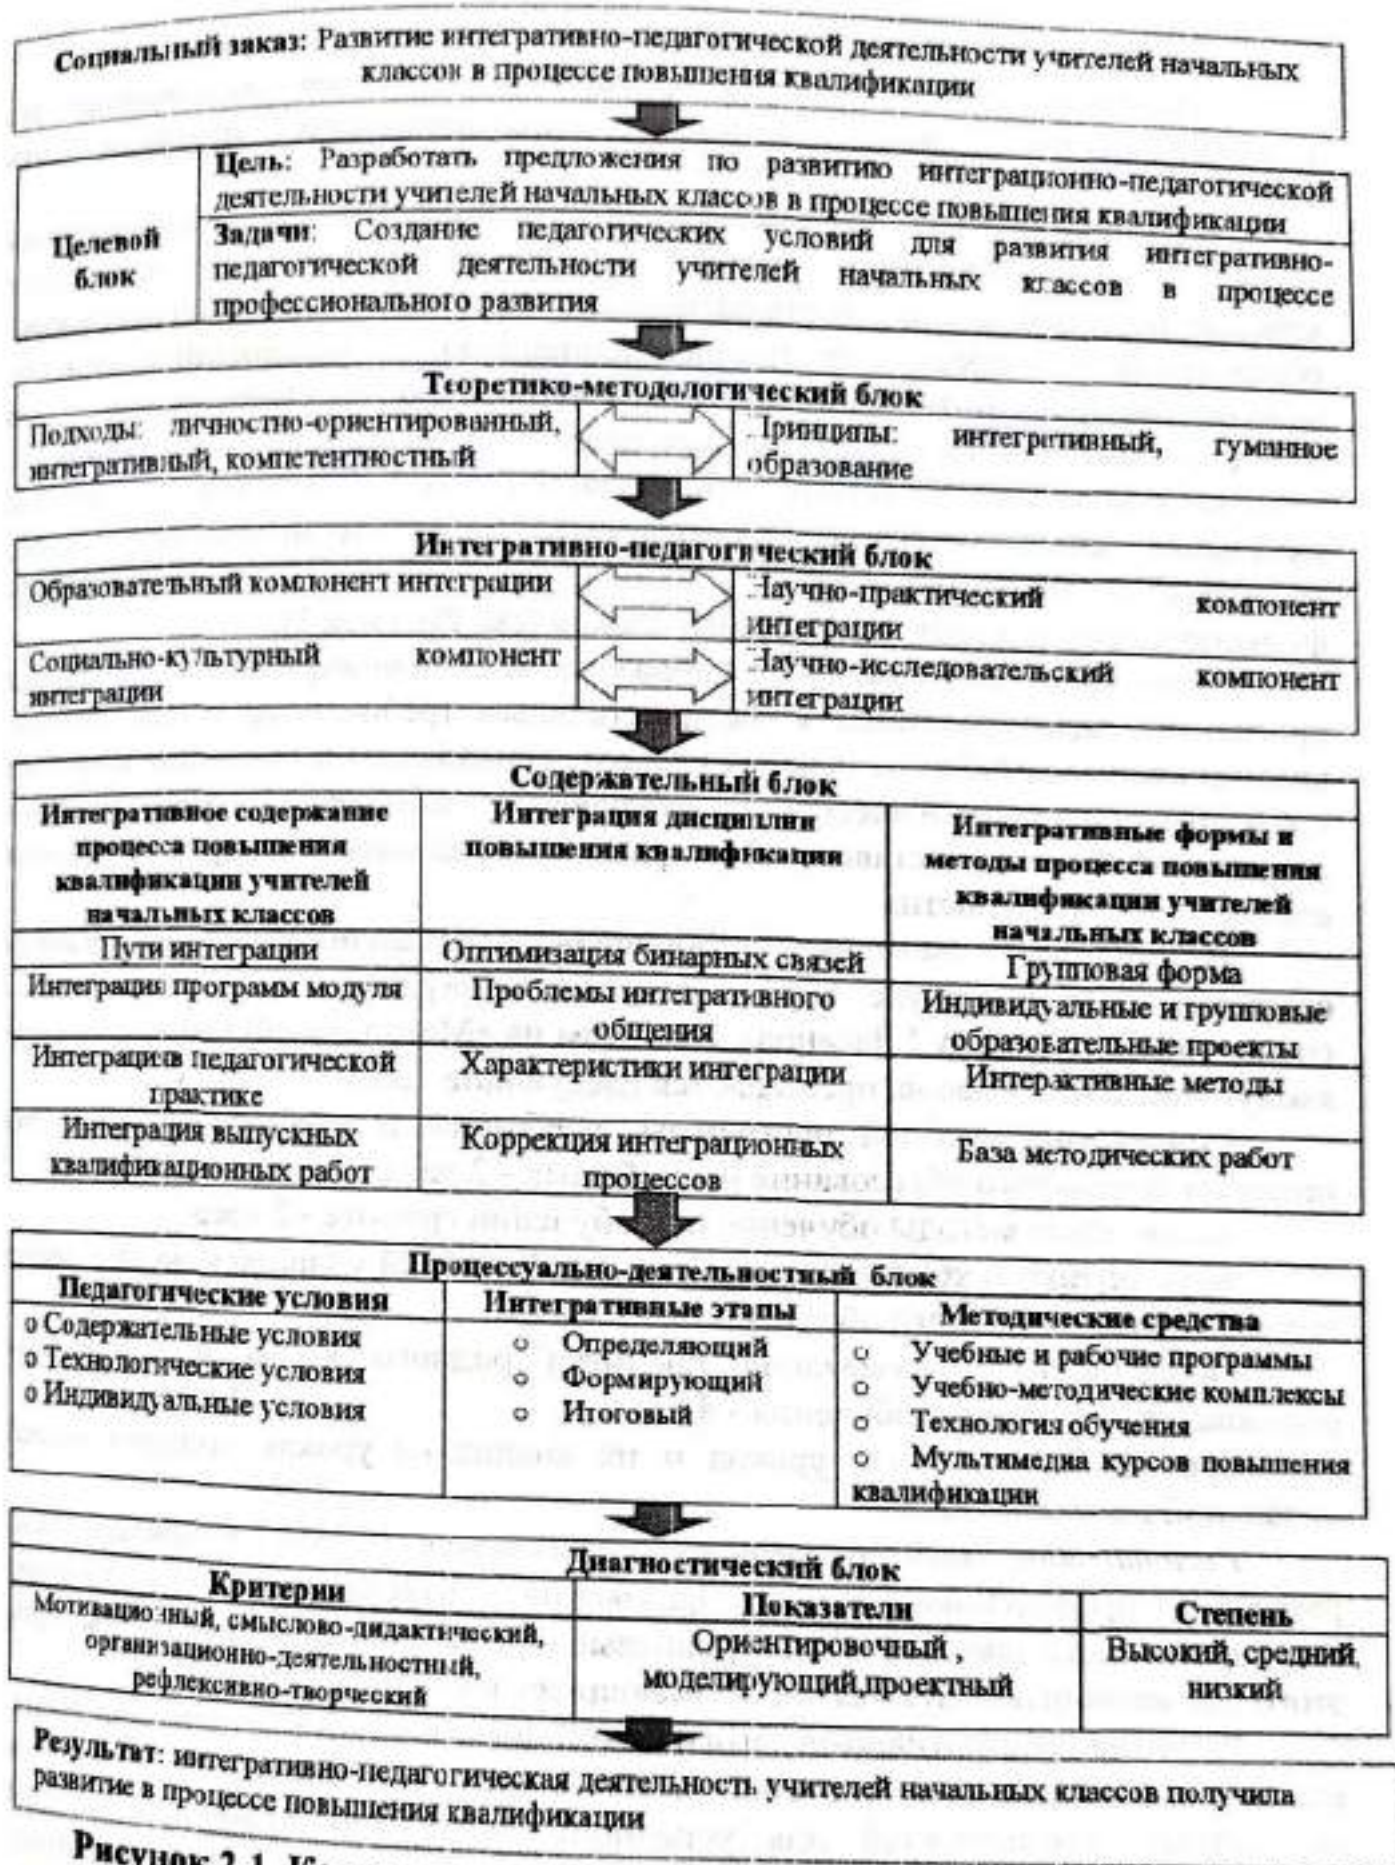 Социальный заказ: Развитие интегративно-педагогической деятельности учителей начальных
классов в процессе повышения квалификации
Цель: Разработать предложения по развитию интеграционно-педагогической
деятельности учителей начальных классов в процессе повышения квалификации
Целевой
блок
Задачи: Создание педагогических условий для развития интегративно-
педагогической деятельности учителей начальных классов в процессе
профессионального развития
Теоретико-методологический блок
Подходы: личностно-ориентированный,
интегративный, компетентностный
Принципы: интегративный, гуманное
образование
Интегративно-педагогический блок
Образовательный компонент интеграции
Научно-практический компонент
интеграции
Социально-культурный компонент
интеграции
Научно-исследовательский компонент
интеграции
Содержательный блок
Интегративное содержание
процесса повышения
квалификации учителей
начальных классов
Интеграция дисциплин
повышения квалификации
Интегративные формы и
методы процесса повышения
квалификации учителей
начальных классов
Пути интеграции
Оптимизация бинарных связей
Групповая форма
Интеграция программ модуля
Проблемы интегративного
общения
Индивидуальные и групповые
образовательные проекты
Интеграция в педагогической
практике
Характеристики интеграции
Интерактивные методы
Интеграция выпускных
квалификационных работ
Коррекция интеграционных
процессов
База методических работ
Процессуально-деятельностный блок
Педагогические условия
o Содержательные условия
o Технологические условия
o Индивидуальные условия
Интегративные этапы
o Определяющий
o Формирующий
o Итоговый
Методические средства
o Учебные и рабочие программы
o Учебно-методические комплексы
o Технология обучения
o Мультимедиа курсов повышения
квалификации
Диагностический блок
Критерии
Мотивационный, смыслово-дидактический,
организационно-деятельностный,
рефлексивно-творческий
Показатели
Ориентировочный ,
моделирующий,проектный
Степень
Высокий, средний,
низкий
Результат: интегративно-педагогическая деятельность учителей начальных классов получила
развитие в процессе повышения квалификации
Рисунок 2.1